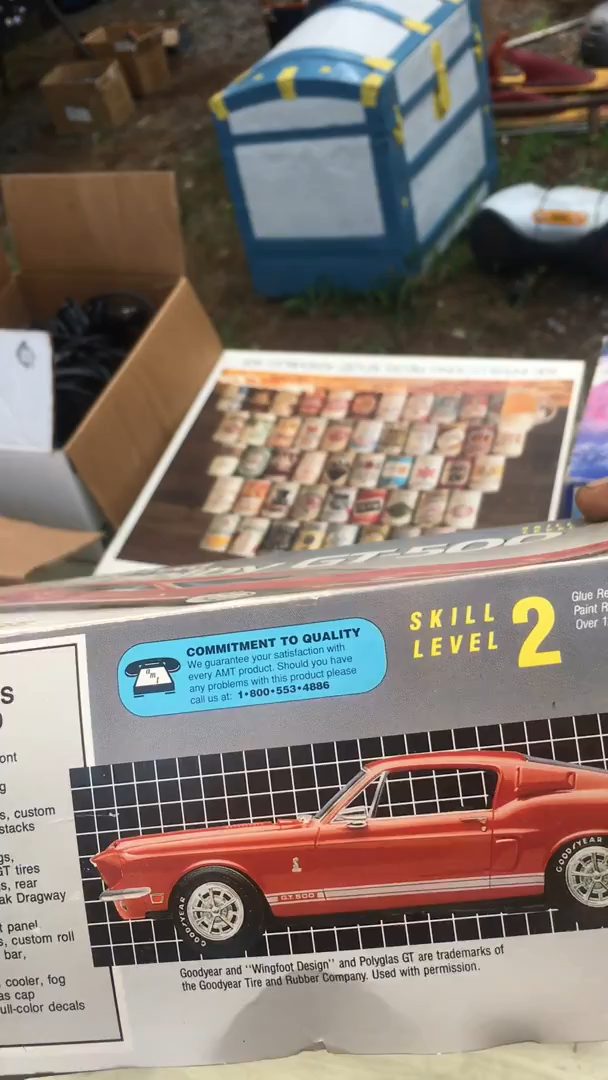 GT-500
COMMITMENT TO QUALITY
We guarantee your satisfaction with
every AMT product. Should you have
any problems with this product please
call us at: 1•800•553•4886
amt
SKILL
LEVEL 2
Glue Re
Paint R
Over 1
S
ont
g
s, custom
stacks
gs,
GT tires
s, rear
ak Dragway
t panel
s, custom roll
bar,
cooler, fog
as cap
ull-color decals
GT 500
GOODYEAR
GOODYEAR
Goodyear and "Wingfoot Design" and Polyglas GT are trademarks of
the Goodyear Tire and Rubber Company. Used with permission.